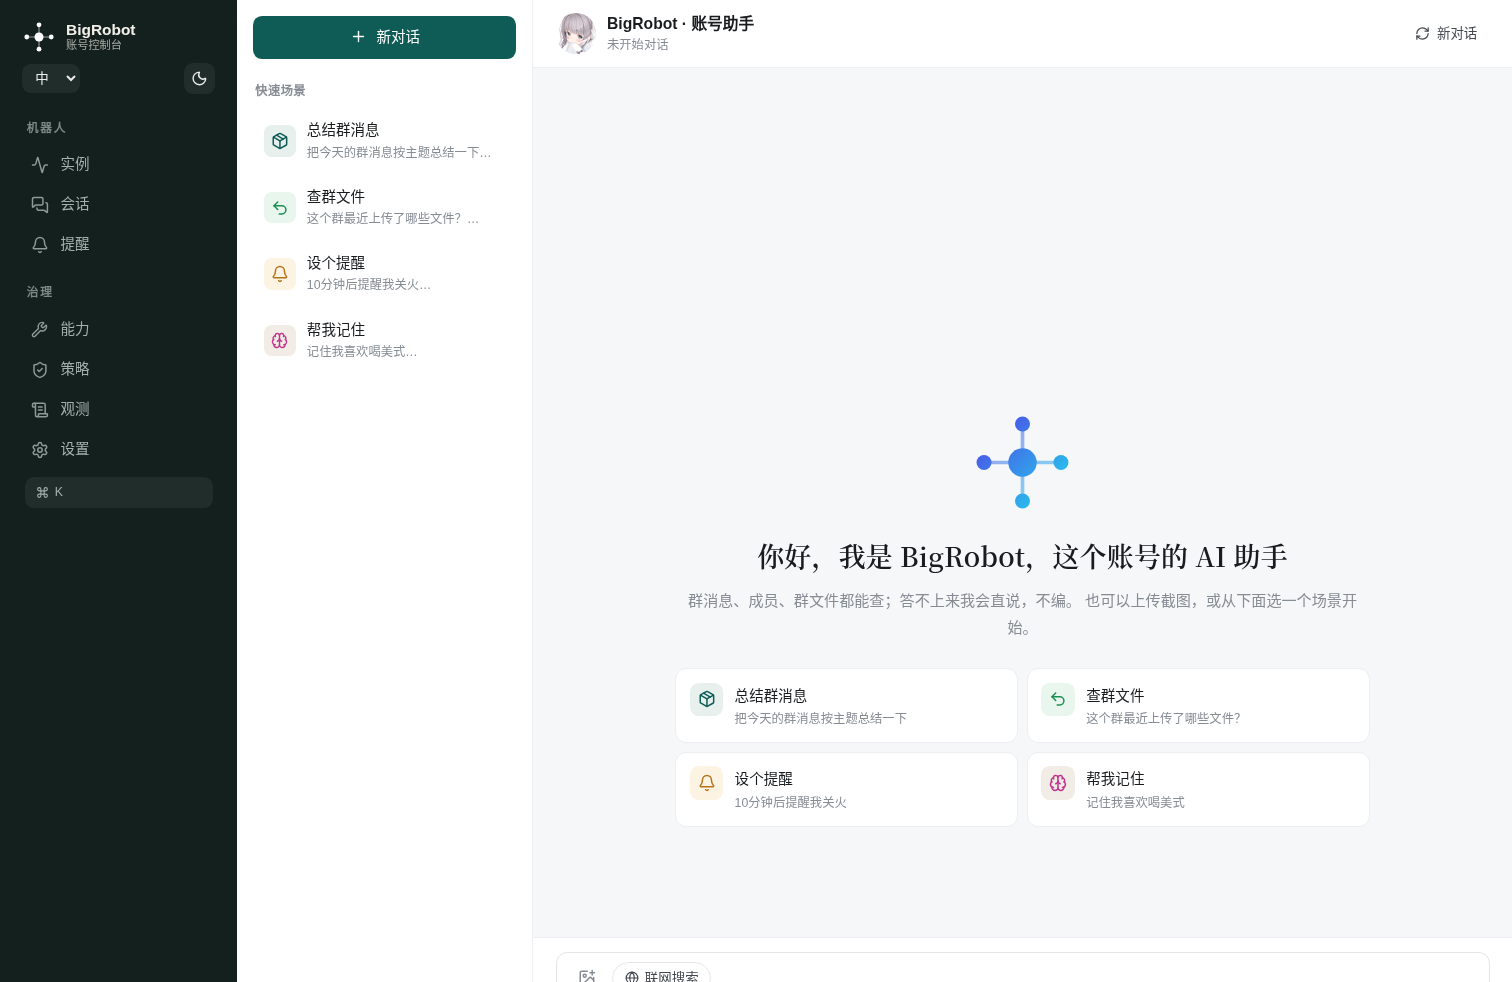 BigRobot
账号控制台
中
机器人
实例
会话
提醒
治理
能力
策略
观测
设置
⌘ K
新对话
快速场景
总结群消息
把今天的群消息按主题总结一下…
查群文件
这个群最近上传了哪些文件？…
设个提醒
10分钟后提醒我关火…
帮我记住
记住我喜欢喝美式…
BigRobot · 账号助手
未开始对话
新对话
你好，我是 BigRobot，这个账号的 AI 助手
群消息、成员、群文件都能查；答不上来我会直说，不编。 也可以上传截图，或从下面选一个场景开
始。
总结群消息
把今天的群消息按主题总结一下
查群文件
这个群最近上传了哪些文件？
设个提醒
10分钟后提醒我关火
帮我记住
记住我喜欢喝美式
联网搜索